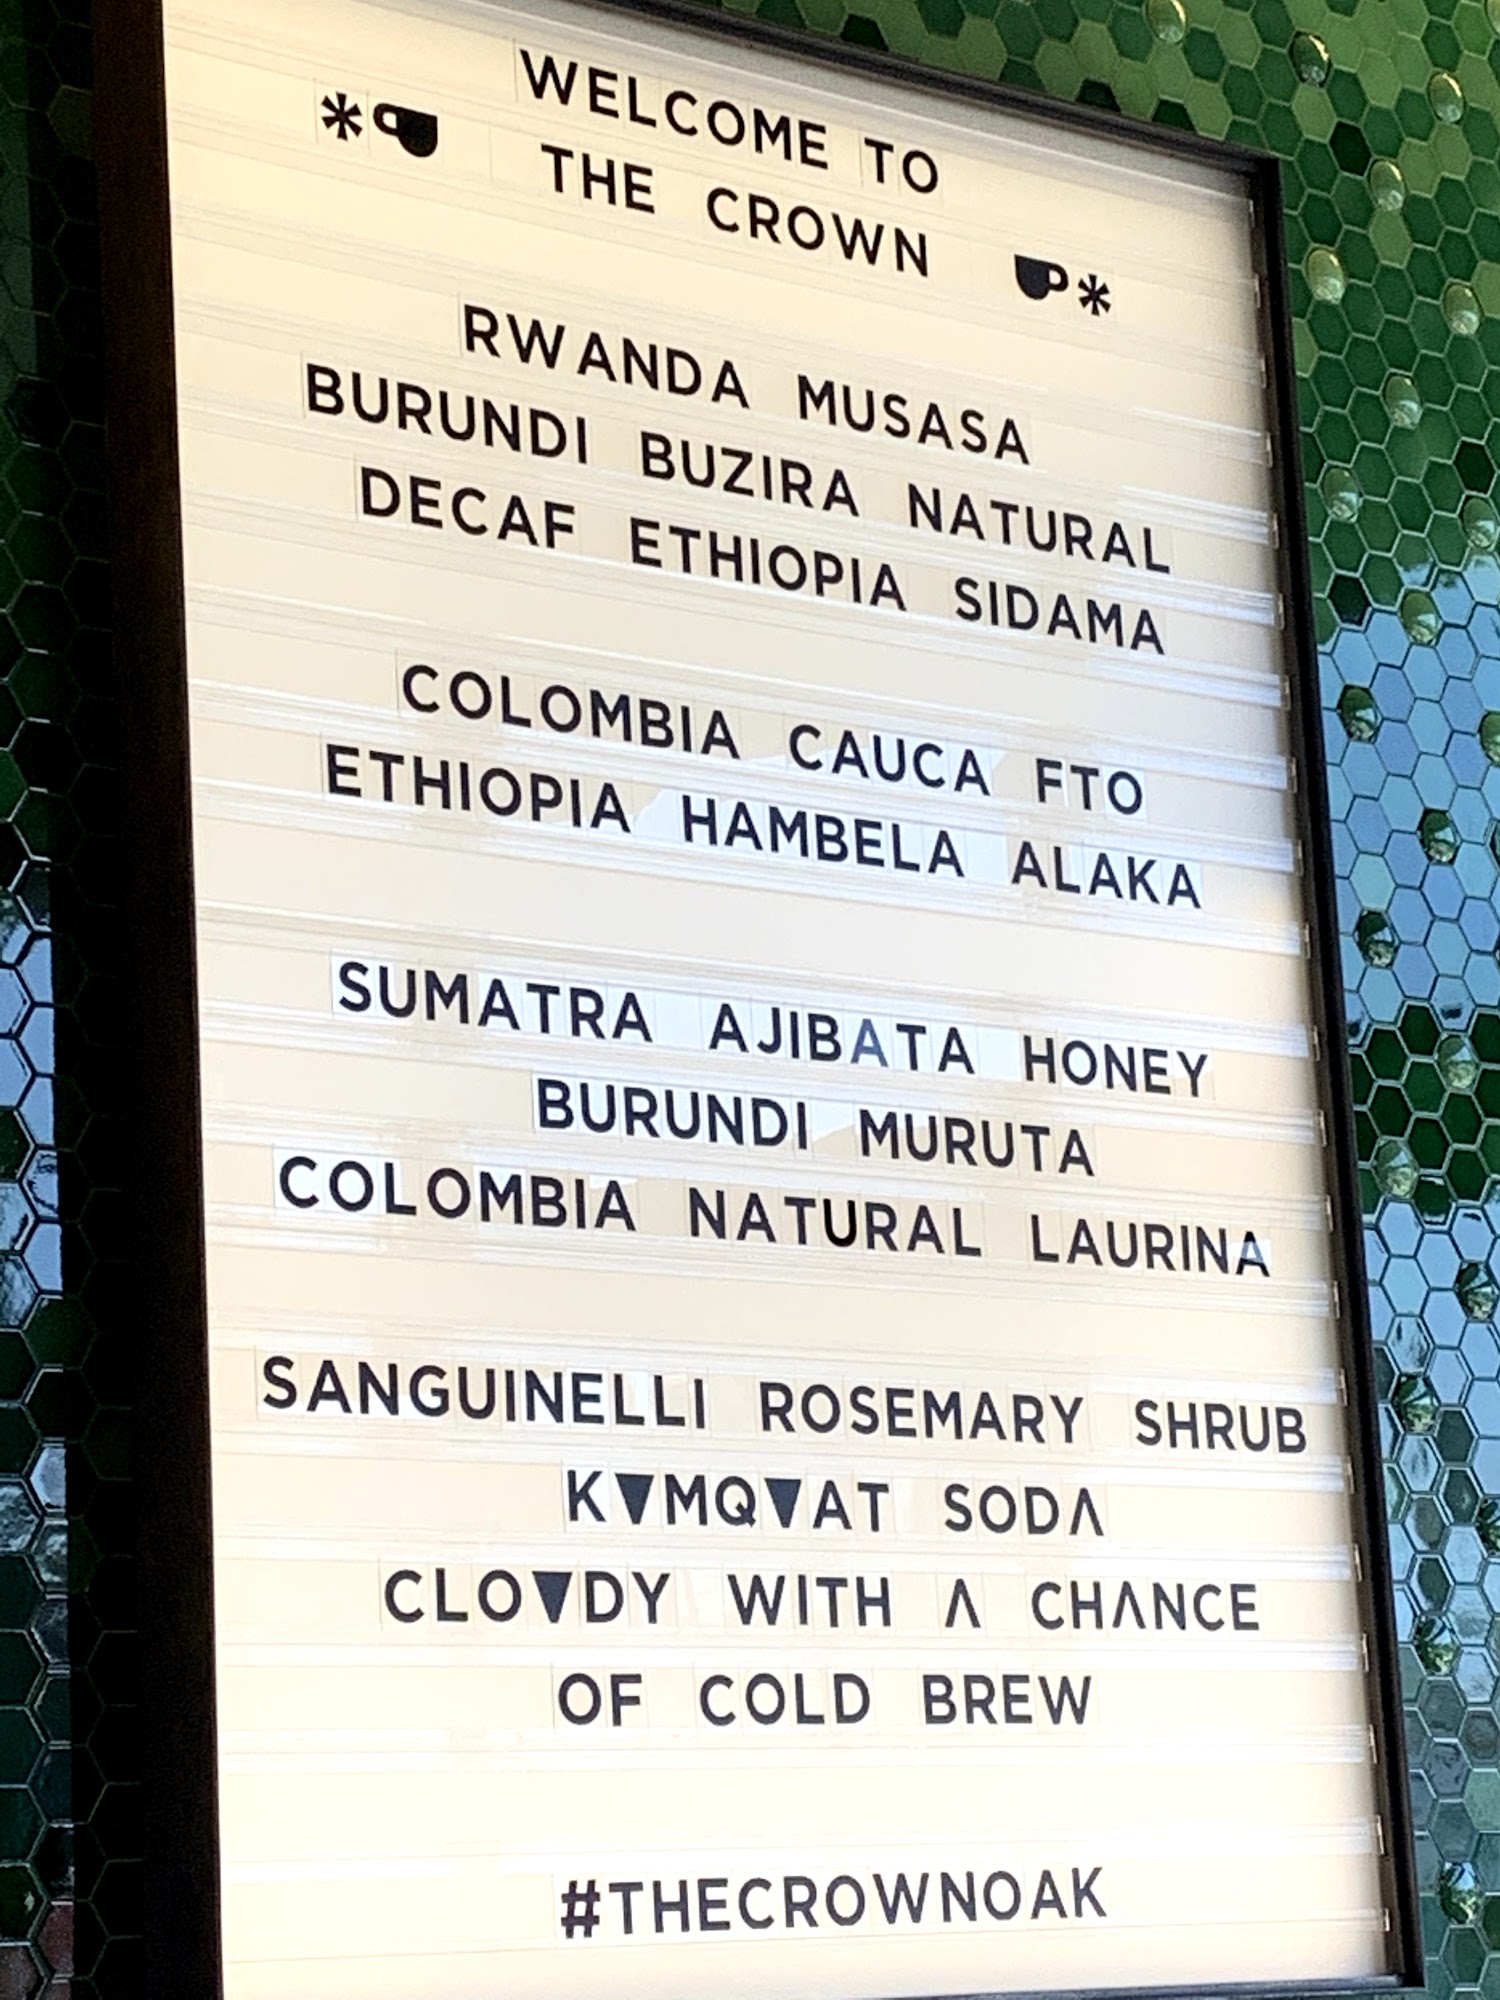 WELCOME TO
THE CROWN
RWANDA MUSASA
BURUNDI BUZIRA NATURAL
DECAF ETHIOPIA SIDAMA
COLOMBIA CAUCA FTO
ETHIOPIA HAMBELA ALAKA
SUMATRA AJIBATA HONEY
BURUNDI MURUTA
COLOMBIA NATURAL LAURINA
SANGUINELLI ROSEMARY SHRUB
K▼MQ▼AT SODΛ
CLO▼DY WITH Λ CHΛNCE
OF COLD BREW
#THECROWNOAK